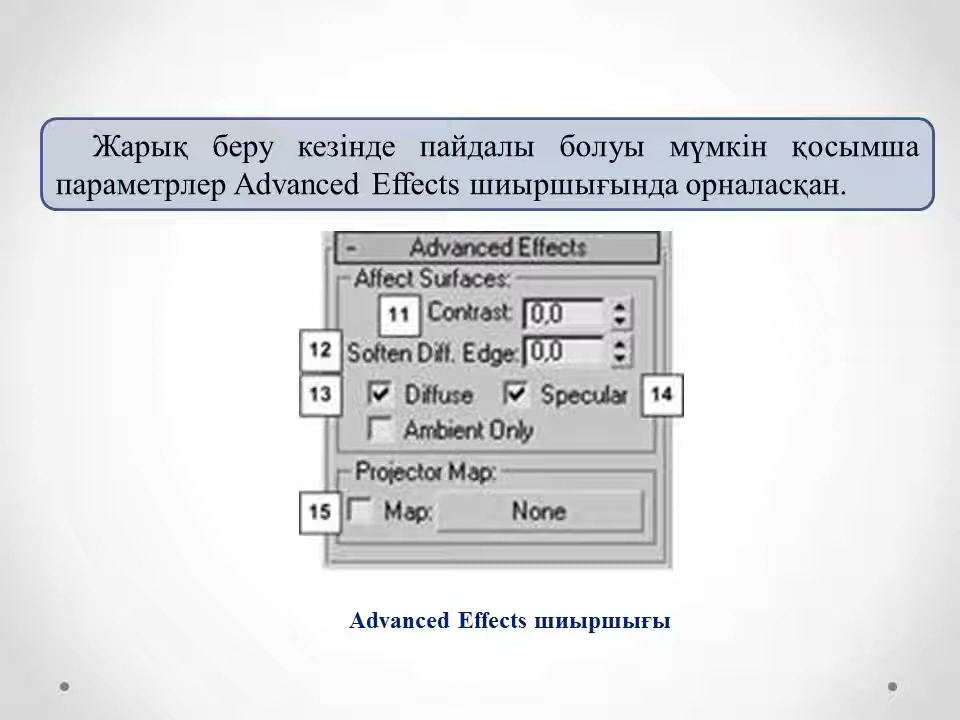 Жарық беру кезінде пайдалы болуы мүмкін қосымша
параметрлер Advanced Effects шиыршығында орналасқан.
- Advanced Effects
Affect Surfaces:
11 Contrast: 0,0
12 Soften Diff. Edge: 0,0
13 Diffuse Specular 14
Ambient Only
Projector Map:
15 Map: None
Advanced Effects шиыршығы